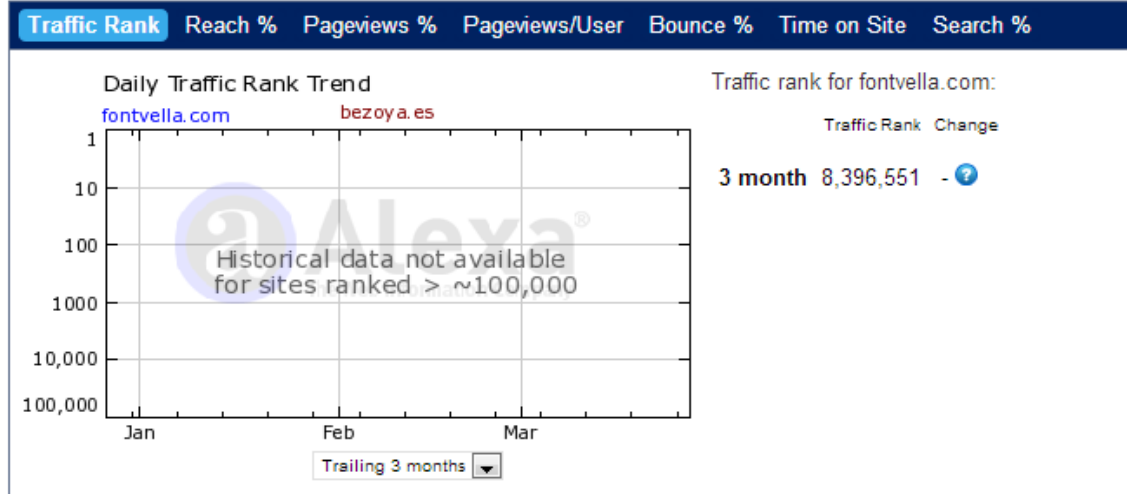 Traffic Rank Reach % Pageviews % Pageviews/User Bounce % Time on Site Search %
Daily Traffic Rank Trend
fontvella.com bezoya.es
1
10
100
1000
10,000
100,000
Alexa®
Historical data not available
for sites ranked > ~100,000
Jan Feb Mar
Trailing 3 months
Traffic rank for fontvella.com:
Traffic Rank Change
3 month 8,396,551 - ?